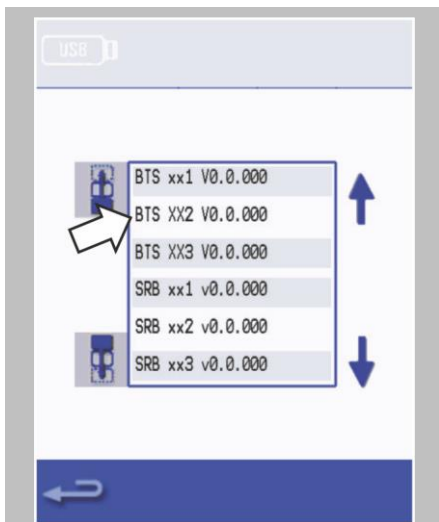 USB
BTS xx1 V0.0.000
BTS XX2 V0.0.000
BTS XX3 V0.0.000
SRB xx1 v0.0.000
SRB xx2 v0.0.000
SRB xx3 v0.0.000